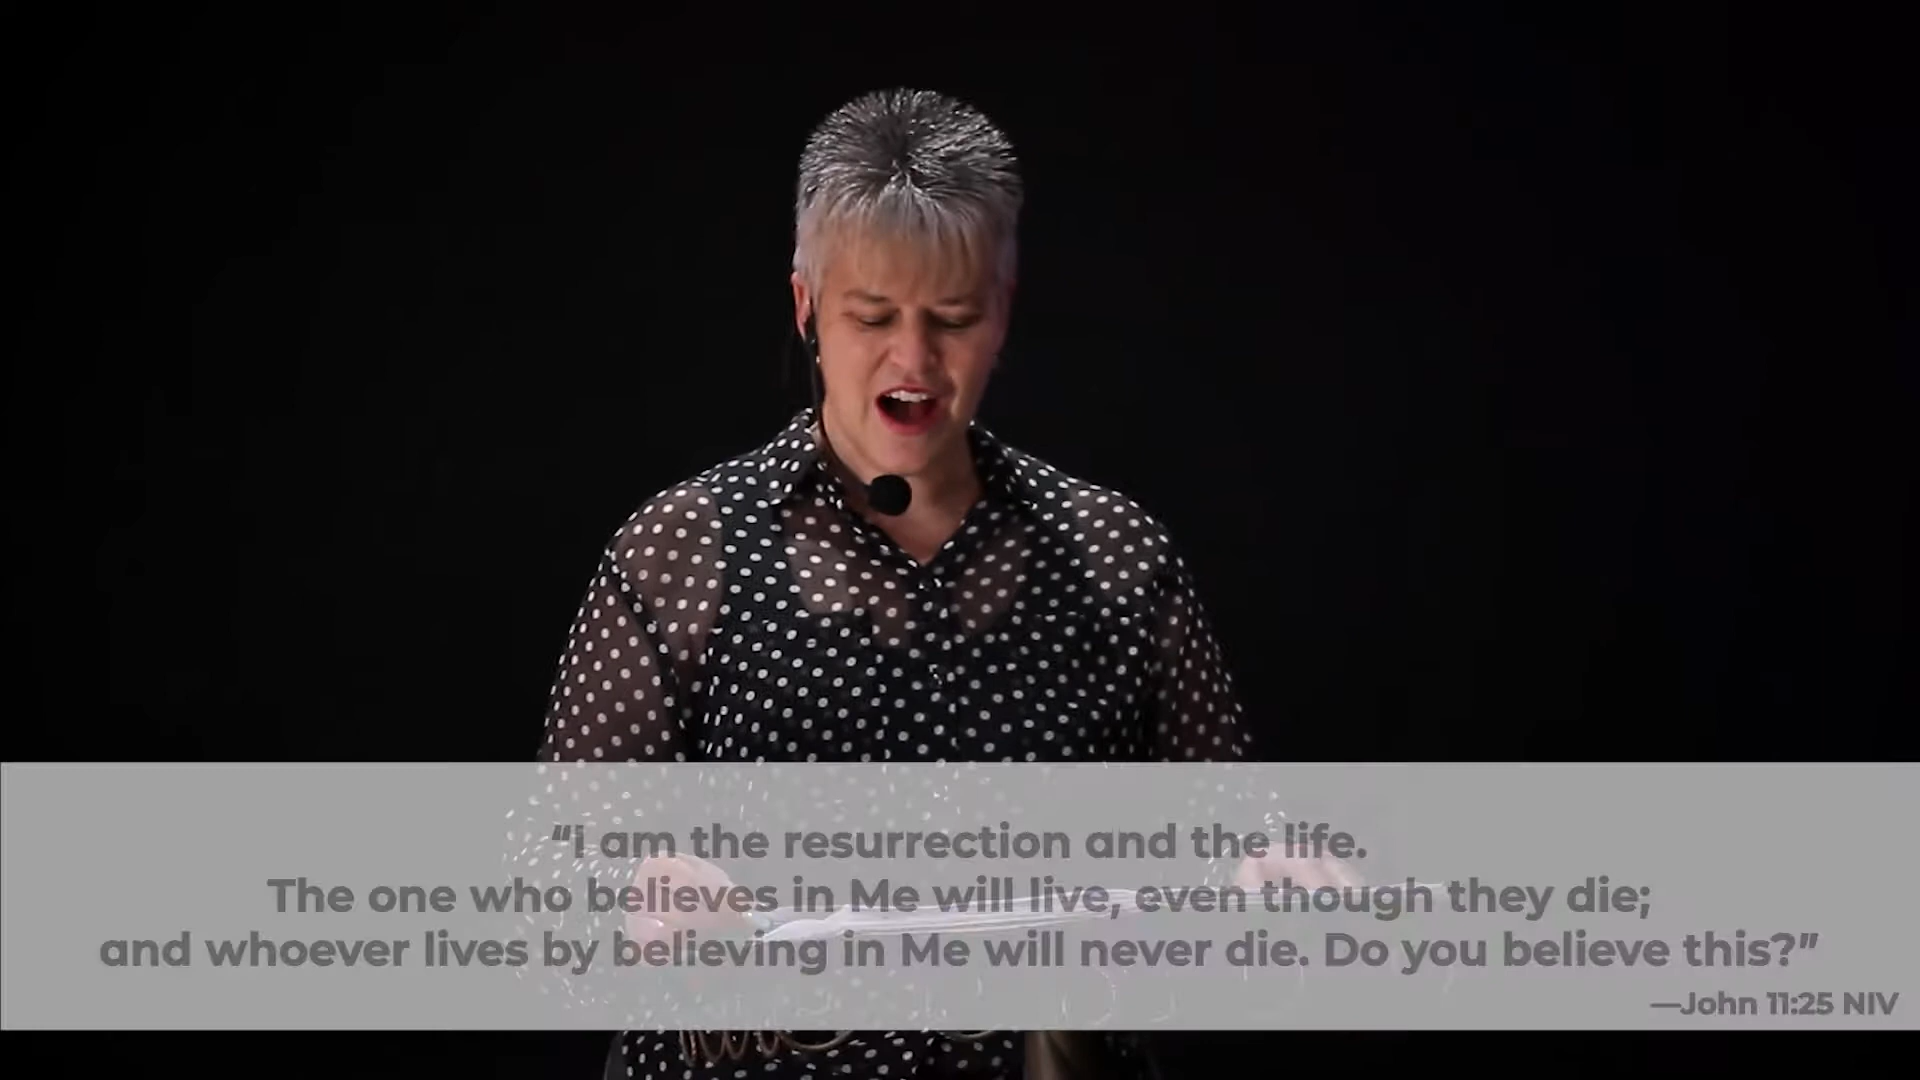 “I am the resurrection and the life.
The one who believes in Me will live, even though they die;
and whoever lives by believing in Me will never die. Do you believe this?”
—John 11:25 NIV